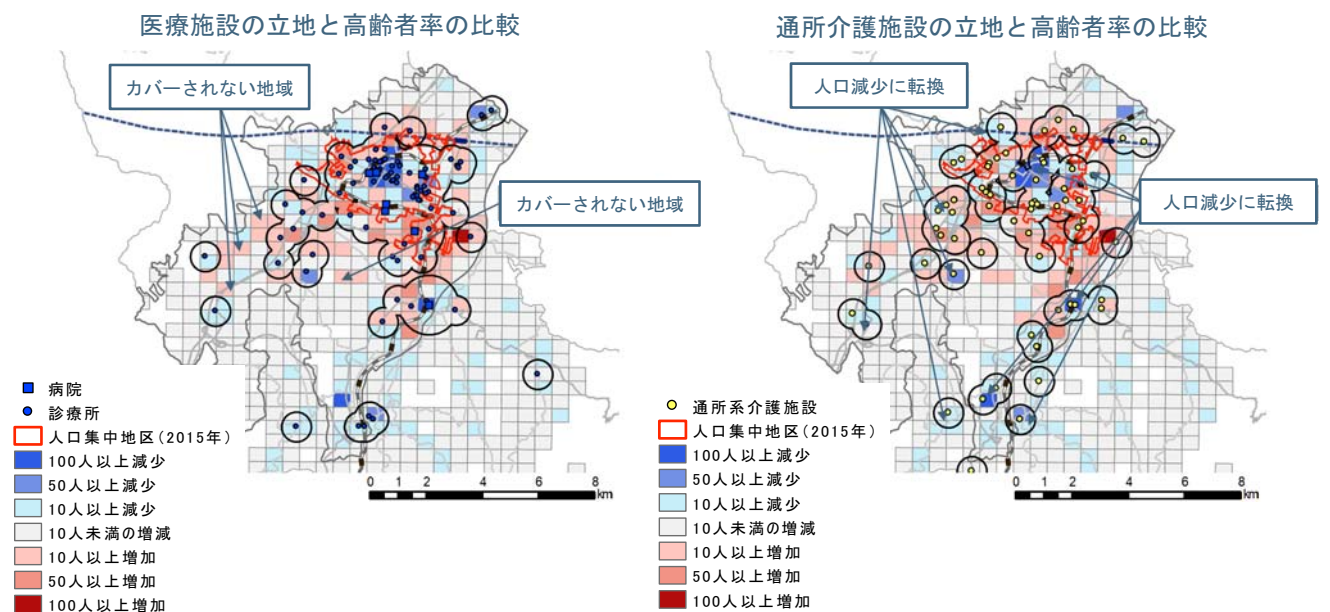 医療施設の立地と高齢者率の比較
カバーされない地域
カバーされない地域
病院
診療所
人口集中地区(2015年)
100人以上減少
50人以上減少
10人以上減少
10人未満の増減
10人以上増加
50人以上増加
100人以上増加
0 1 2 4 6 8
km
通所介護施設の立地と高齢者率の比較
人口減少に転換
人口減少に転換
通所系介護施設
人口集中地区(2015年)
100人以上減少
50人以上減少
10人以上減少
10人未満の増減
10人以上増加
50人以上増加
100人以上増加
0 1 2 4 6 8
km